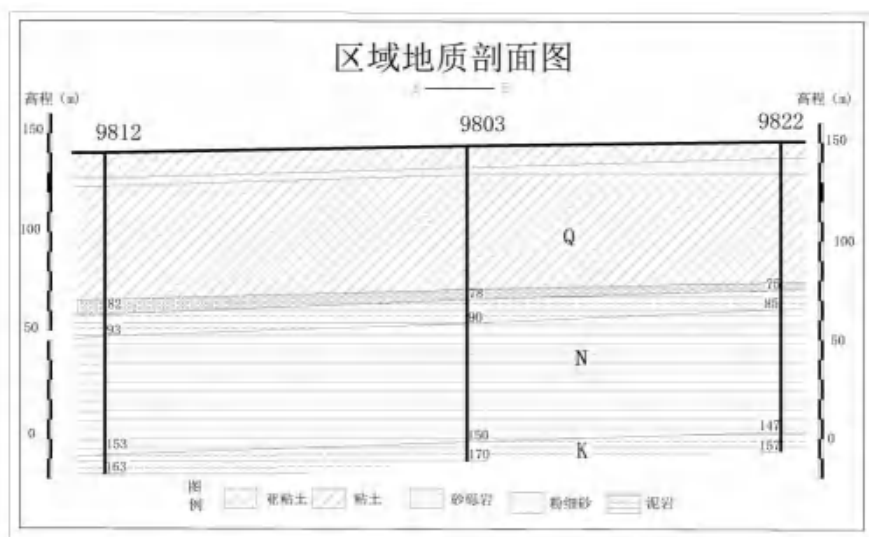 区域地质剖面图
A B
高程（m） 高程（m）
9812 9803 9822
150 150
100 100
Q
82 78 75
50 50
93 90 85
N
0 0
153 150 147
163 170 K 157
图例 亚粘土 粘土 砂砾岩 粉细砂 泥岩